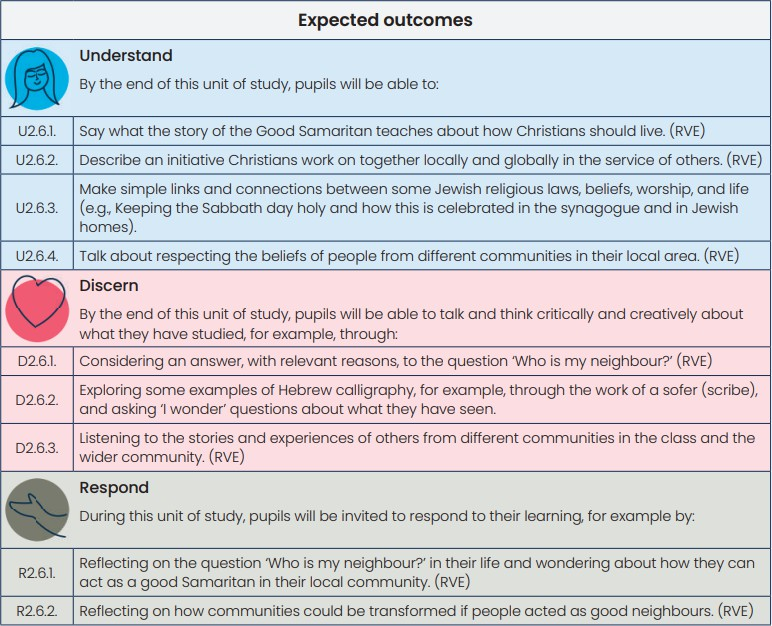 Expected outcomes
Understand
By the end of this unit of study, pupils will be able to:
U2.6.1. Say what the story of the Good Samaritan teaches about how Christians should live. (RVE)
U2.6.2. Describe an initiative Christians work on together locally and globally in the service of others. (RVE)
Make simple links and connections between some Jewish religious laws, beliefs, worship, and life
U2.6.3. (e.g., Keeping the Sabbath day holy and how this is celebrated in the synagogue and in Jewish
homes).
U2.6.4. Talk about respecting the beliefs of people from different communities in their local area. (RVE)
Discern
By the end of this unit of study, pupils will be able to talk and think critically and creatively about
what they have studied, for example, through:
D2.6.1. Considering an answer, with relevant reasons, to the question ‘Who is my neighbour?’ (RVE)
D2.6.2. Exploring some examples of Hebrew calligraphy, for example, through the work of a sofer (scribe),
and asking ‘I wonder’ questions about what they have seen.
D2.6.3. Listening to the stories and experiences of others from different communities in the class and the
wider community. (RVE)
Respond
During this unit of study, pupils will be invited to respond to their learning, for example by:
R2.6.1. Reflecting on the question ‘Who is my neighbour?’ in their life and wondering about how they can
act as a good Samaritan in their local community. (RVE)
R2.6.2. Reflecting on how communities could be transformed if people acted as good neighbours. (RVE)